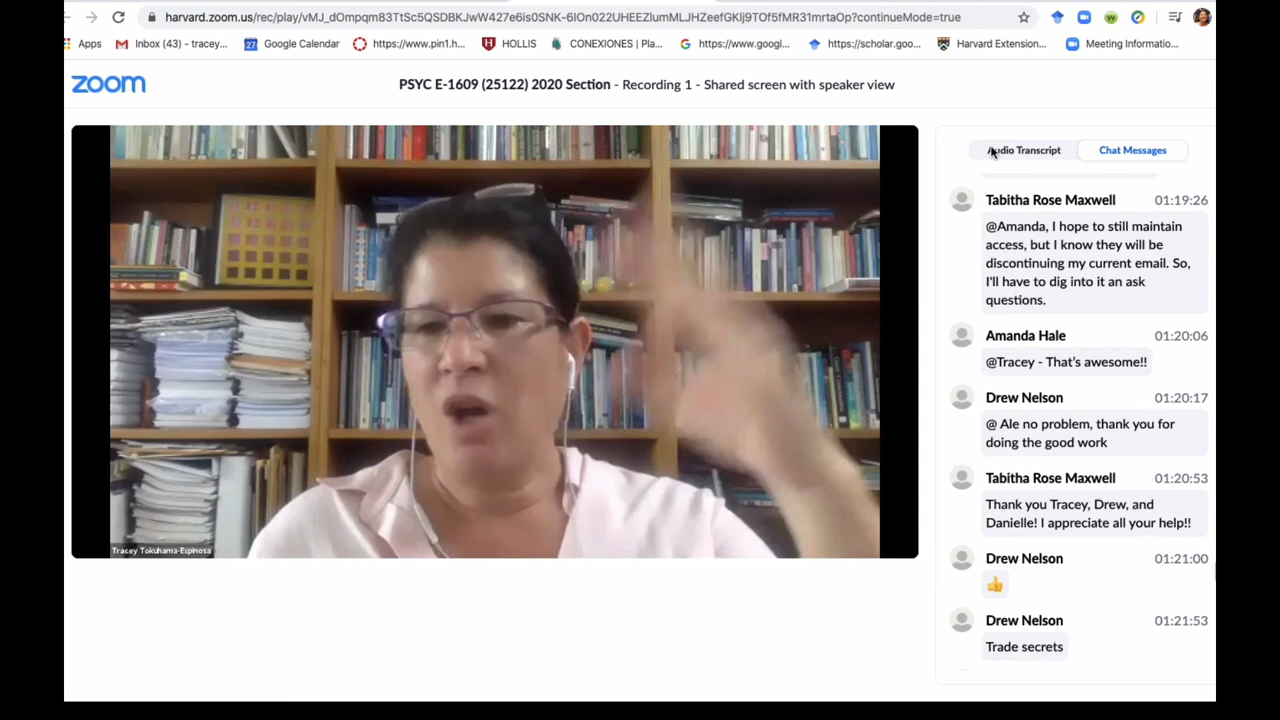 harvard.zoom.us/rec/play/vMJ_dOmpqm83TtSc5QSDBKJwW427e6is0SNK-6IOn022UHEEZlumMLJHZeefGKlj9TOf5fMR31mrtaOp?continueMode=true
Apps Inbox (43) - tracey... Google Calendar https://www.pin1.h... HOLLIS CONEXIONES | Pla... https://www.googl... https://scholar.goo... Harvard Extension... Meeting Informatio...
zoom PSYC E-1609 (25122) 2020 Section - Recording 1 - Shared screen with speaker view
Audio Transcript Chat Messages
Tabitha Rose Maxwell 01:19:26
@Amanda, I hope to still maintain
access, but I know they will be
discontinuing my current email. So,
I'll have to dig into it an ask
questions.
Amanda Hale 01:20:06
@Tracey - That's awesome!!
Drew Nelson 01:20:17
@ Ale no problem, thank you for
doing the good work
Tabitha Rose Maxwell 01:20:53
Thank you Tracey, Drew, and
Danielle! I appreciate all your help!!
Drew Nelson 01:21:00
👍
Drew Nelson 01:21:53
Trade secrets
Tracey Tokuhama-Espinosa